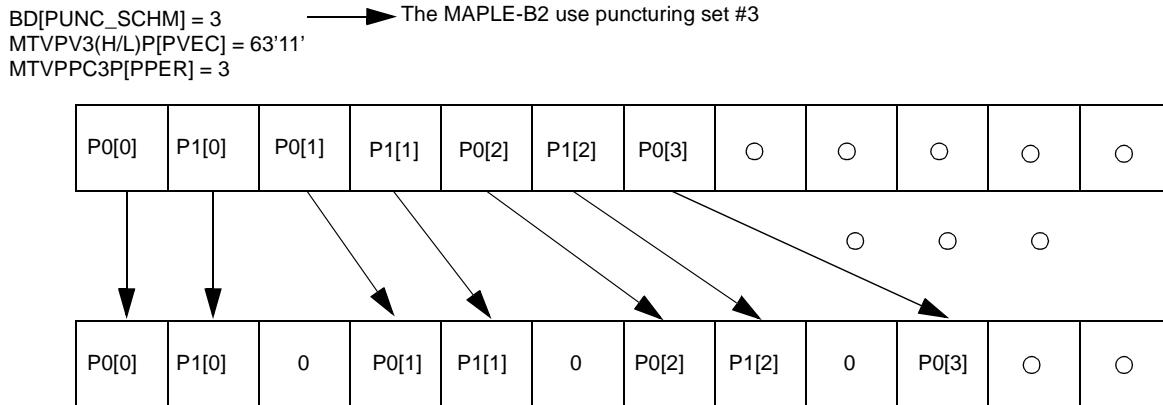 BD[PUNC_SCHM] = 3 The MAPLE-B2 use puncturing set #3
MTVPV3(H/L)P[PVEC] = 63'11'
MTVPPC3P[PPER] = 3
P0[0] P1[0] P0[1] P1[1] P0[2] P1[2] P0[3]
P0[0] P1[0] 0 P0[1] P1[1] 0 P0[2] P1[2] 0 P0[3]